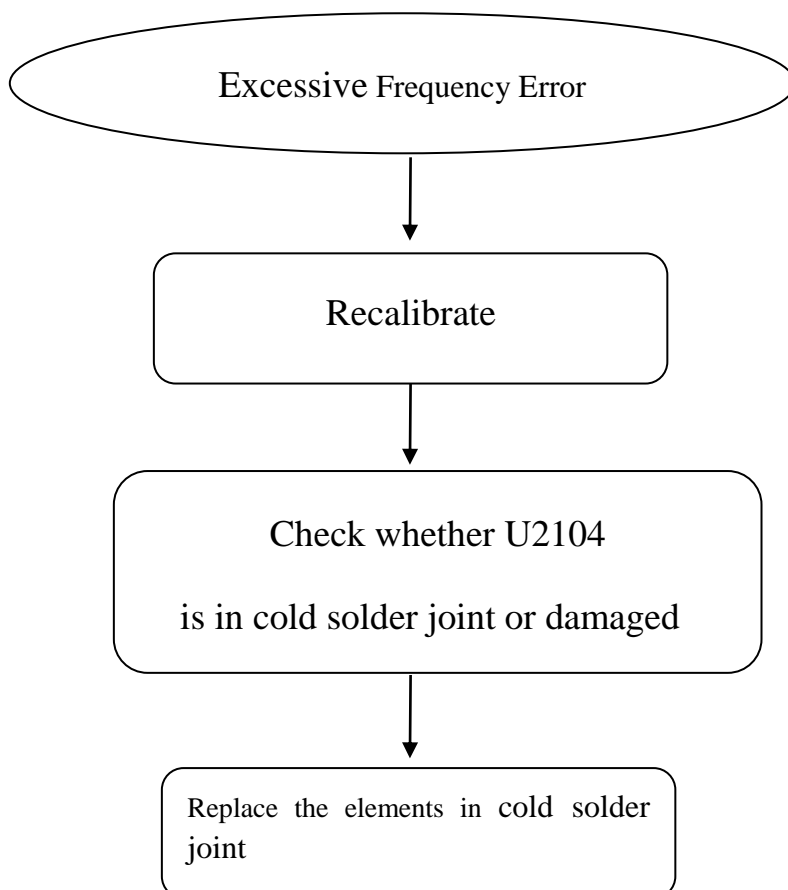 Excessive Frequency Error
Recalibrate
Check whether U2104
is in cold solder joint or damaged
Replace the elements in cold solder
joint